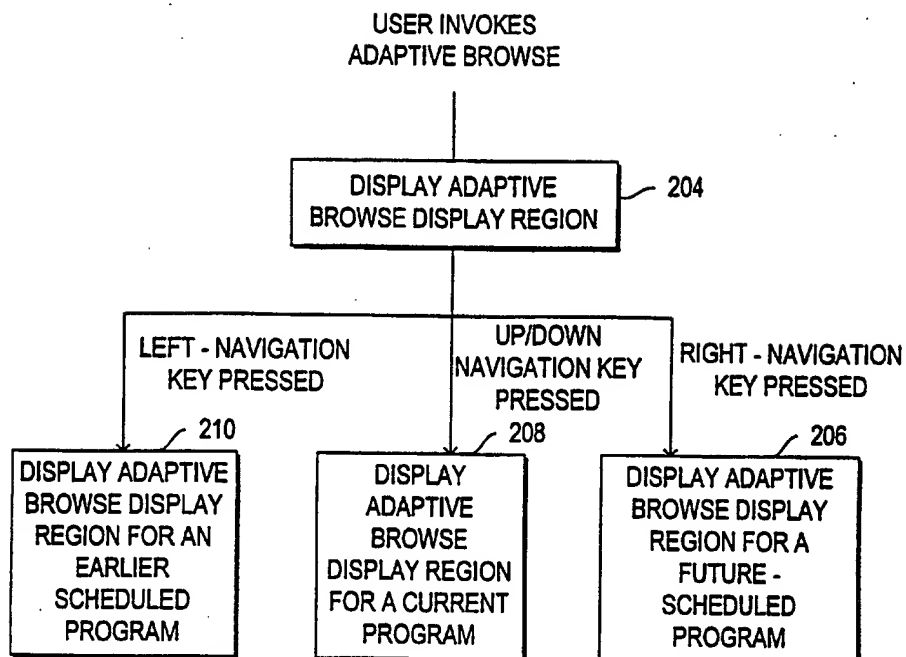 USER INVOKES
ADAPTIVE BROWSE
DISPLAY ADAPTIVE
BROWSE DISPLAY REGION
204
LEFT - NAVIGATION
KEY PRESSED
UP/DOWN
NAVIGATION KEY
PRESSED
RIGHT - NAVIGATION
KEY PRESSED
210
DISPLAY ADAPTIVE
BROWSE DISPLAY
REGION FOR AN
EARLIER
SCHEDULED
PROGRAM
208
DISPLAY
ADAPTIVE
BROWSE
DISPLAY REGION
FOR A CURRENT
PROGRAM
206
DISPLAY ADAPTIVE
BROWSE DISPLAY
REGION FOR A
FUTURE -
SCHEDULED
PROGRAM